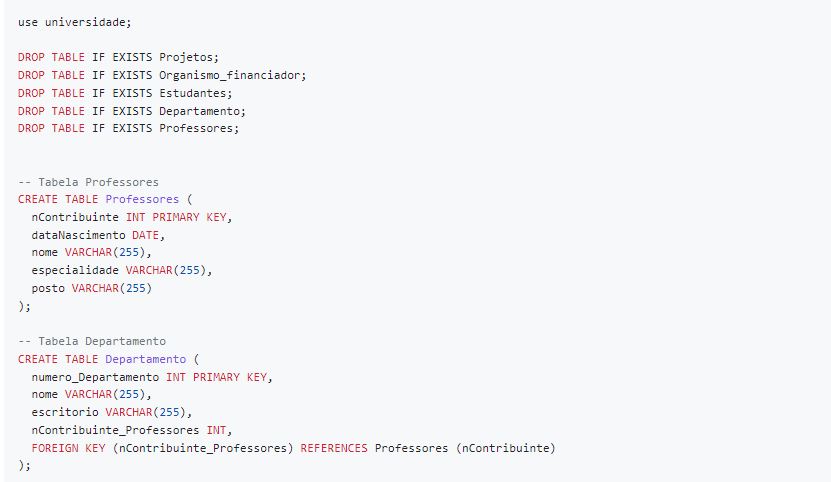 use universidade;
DROP TABLE IF EXISTS Projetos;
DROP TABLE IF EXISTS Organismo_financiador;
DROP TABLE IF EXISTS Estudantes;
DROP TABLE IF EXISTS Departamento;
DROP TABLE IF EXISTS Professores;
-- Tabela Professores
CREATE TABLE Professores (
nContribuinte INT PRIMARY KEY,
dataNascimento DATE,
nome VARCHAR(255),
especialidade VARCHAR(255),
posto VARCHAR(255)
);
-- Tabela Departamento
CREATE TABLE Departamento (
numero_Departamento INT PRIMARY KEY,
nome VARCHAR(255),
escritorio VARCHAR(255),
nContribuinte_Professores INT,
FOREIGN KEY (nContribuinte_Professores) REFERENCES Professores (nContribuinte)
);